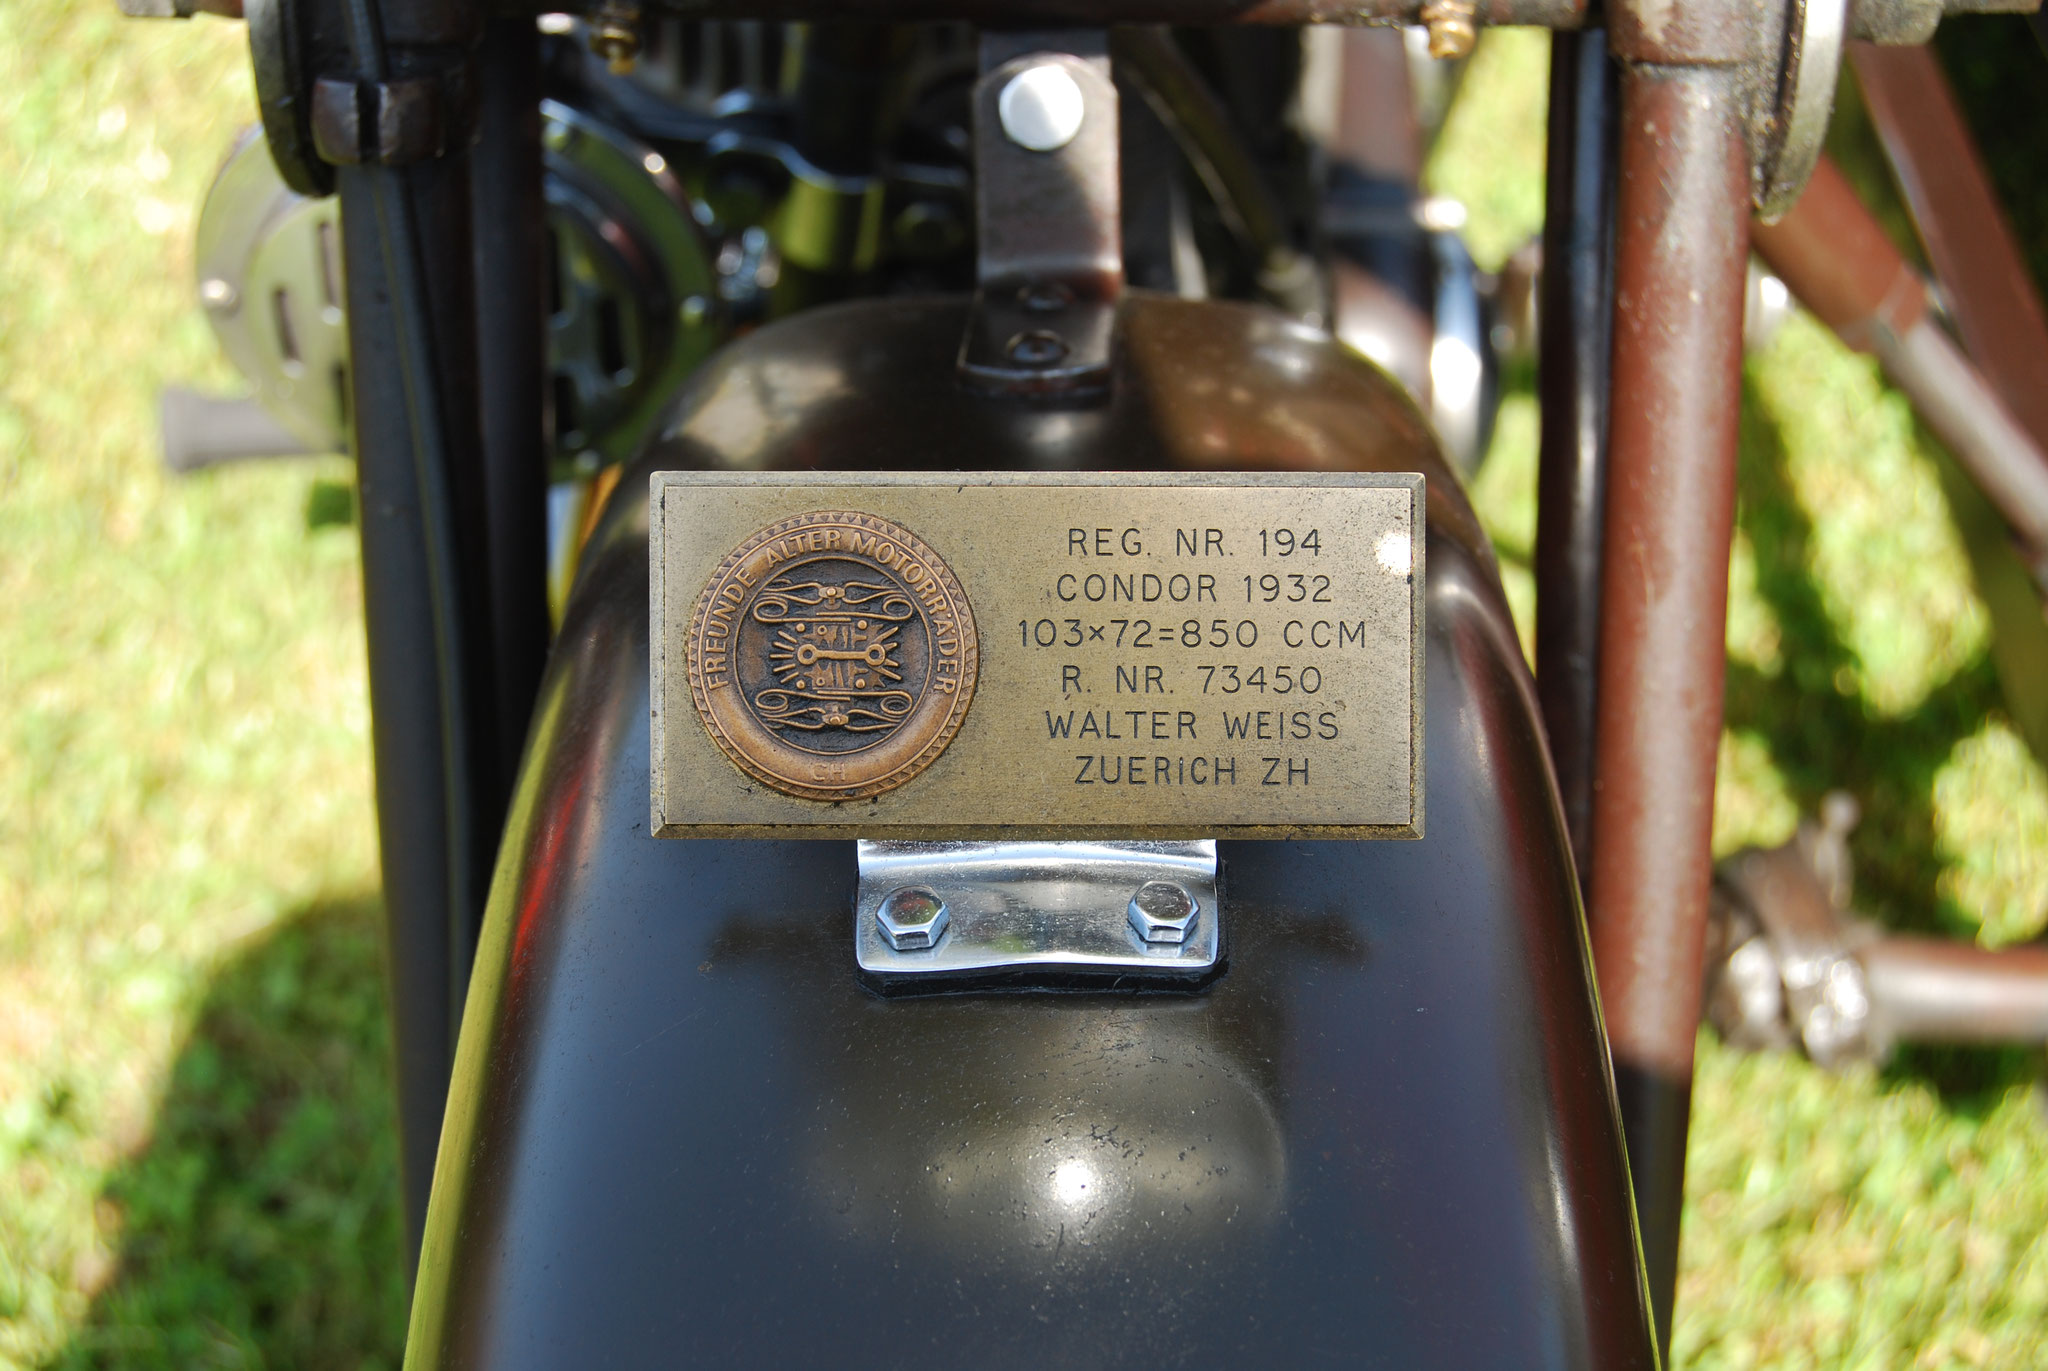 FREUNDE ALTER MOTORRÄDER
CH
REG. NR. 194
CONDOR 1932
103×72=850 CCM
R. NR. 73450
WALTER WEISS
ZUERICH ZH